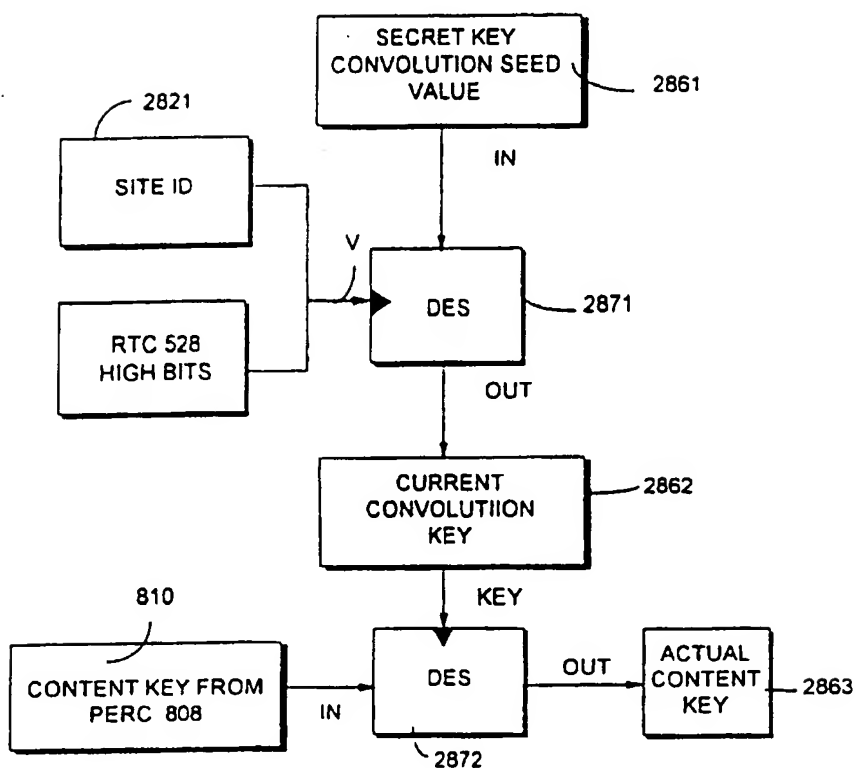 SECRET KEY
CONVOLUTION SEED
VALUE
2861
2821
IN
SITE ID
V
DES
2871
RTC 528
HIGH BITS
OUT
CURRENT
CONVOLUTIION
KEY
2862
KEY
810
CONTENT KEY FROM
PERC 808
IN
DES
OUT
ACTUAL
CONTENT
KEY
2863
2872